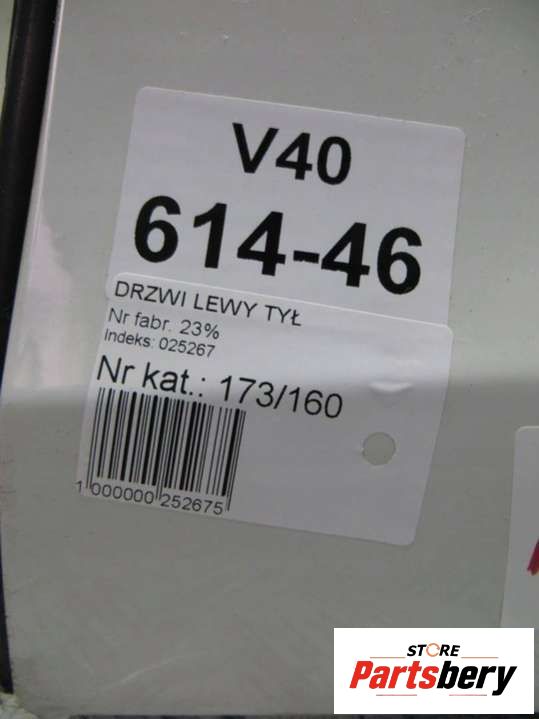 V40
614-46
DRZWI LEWY TYŁ
Nr fabr. 23%
Indeks: 025267
Nr kat.: 173/160
1 000000 252675
STORE
Partsbery